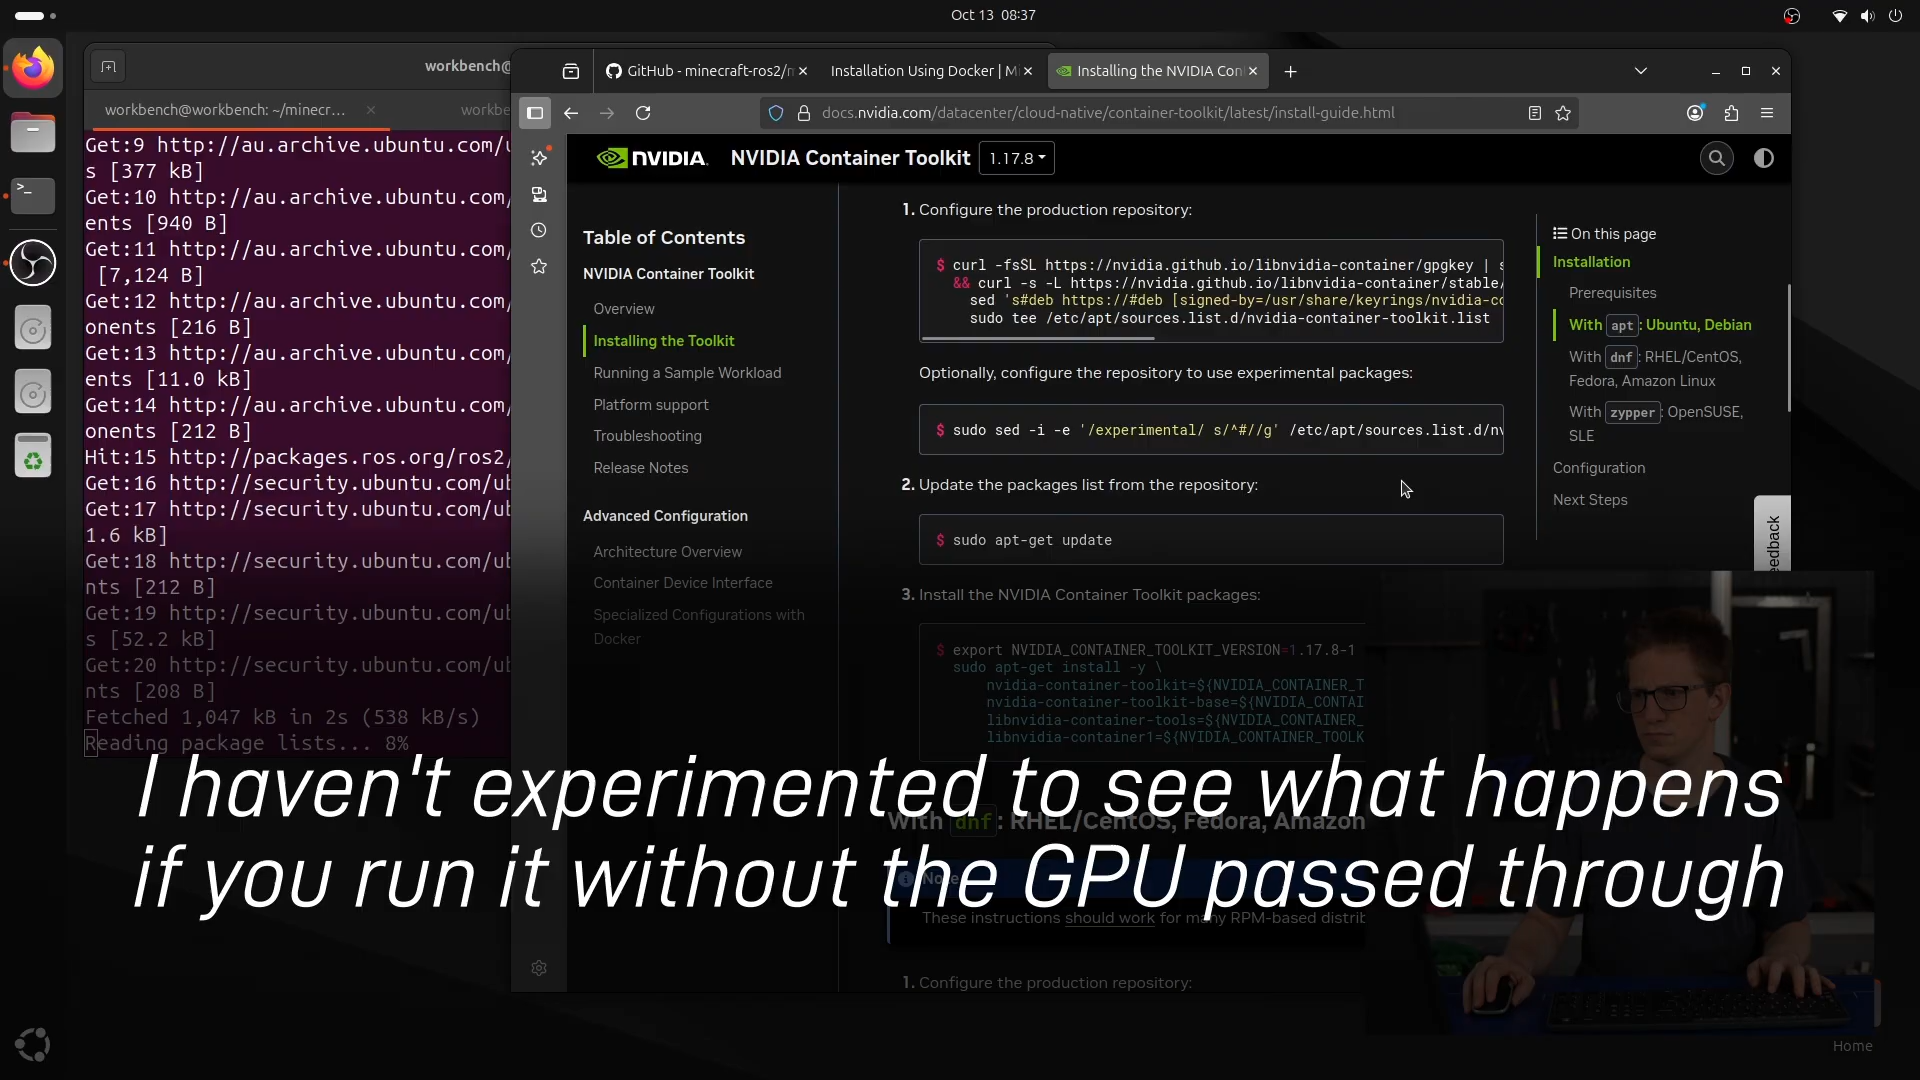 Oct 13 08:37
workbench@
workbench@workbench: ~/minecr...
workbe
Get:9 http://au.archive.ubuntu.com/u
s [377 kB]
Get:10 http://au.archive.ubuntu.com/
ents [940 B]
Get:11 http://au.archive.ubuntu.com/
[7,124 B]
Get:12 http://au.archive.ubuntu.com/
onents [216 B]
Get:13 http://au.archive.ubuntu.com/
ents [11.0 kB]
Get:14 http://au.archive.ubuntu.com/
onents [212 B]
Hit:15 http://packages.ros.org/ros2/
Get:16 http://security.ubuntu.com/ub
Get:17 http://security.ubuntu.com/ub
1.6 kB]
Get:18 http://security.ubuntu.com/ub
nts [212 B]
Get:19 http://security.ubuntu.com/ub
s [52.2 kB]
Get:20 http://security.ubuntu.com/ub
nts [208 B]
Fetched 1,047 kB in 2s (538 kB/s)
Reading package lists... 8%
GitHub - minecraft-ros2/r
Installation Using Docker | Mi
Installing the NVIDIA Con
docs.nvidia.com/datacenter/cloud-native/container-toolkit/latest/install-guide.html
NVIDIA. NVIDIA Container Toolkit 1.17.8
Table of Contents
NVIDIA Container Toolkit
Overview
Installing the Toolkit
Running a Sample Workload
Platform support
Troubleshooting
Release Notes
Advanced Configuration
Architecture Overview
Container Device Interface
Specialized Configurations with
Docker
1. Configure the production repository:
$ curl -fsSL https://nvidia.github.io/libnvidia-container/gpgkey | s
&& curl -s -L https://nvidia.github.io/libnvidia-container/stable/
sed 's#deb https://#deb [signed-by=/usr/share/keyrings/nvidia-co
sudo tee /etc/apt/sources.list.d/nvidia-container-toolkit.list
Optionally, configure the repository to use experimental packages:
$ sudo sed -i -e '/experimental/ s/^#//g' /etc/apt/sources.list.d/nv
2. Update the packages list from the repository:
$ sudo apt-get update
3. Install the NVIDIA Container Toolkit packages:
$ export NVIDIA_CONTAINER_TOOLKIT_VERSION=1.17.8-1
sudo apt-get install -y \
nvidia-container-toolkit=${NVIDIA_CONTAINER_T
nvidia-container-toolkit-base=${NVIDIA_CONTAI
libnvidia-container-tools=${NVIDIA_CONTAINER_
libnvidia-container1=${NVIDIA_CONTAINER_TOOLK
With dnf: RHEL/CentOS, Fedora, Amazon
Note
These instructions should work for many RPM-based distrib
1. Configure the production repository:
On this page
Installation
Prerequisites
With apt: Ubuntu, Debian
With dnf: RHEL/CentOS,
Fedora, Amazon Linux
With zypper: OpenSUSE,
SLE
Configuration
Next Steps
edback
I haven't experimented to see what happens
if you run it without the GPU passed through
Home